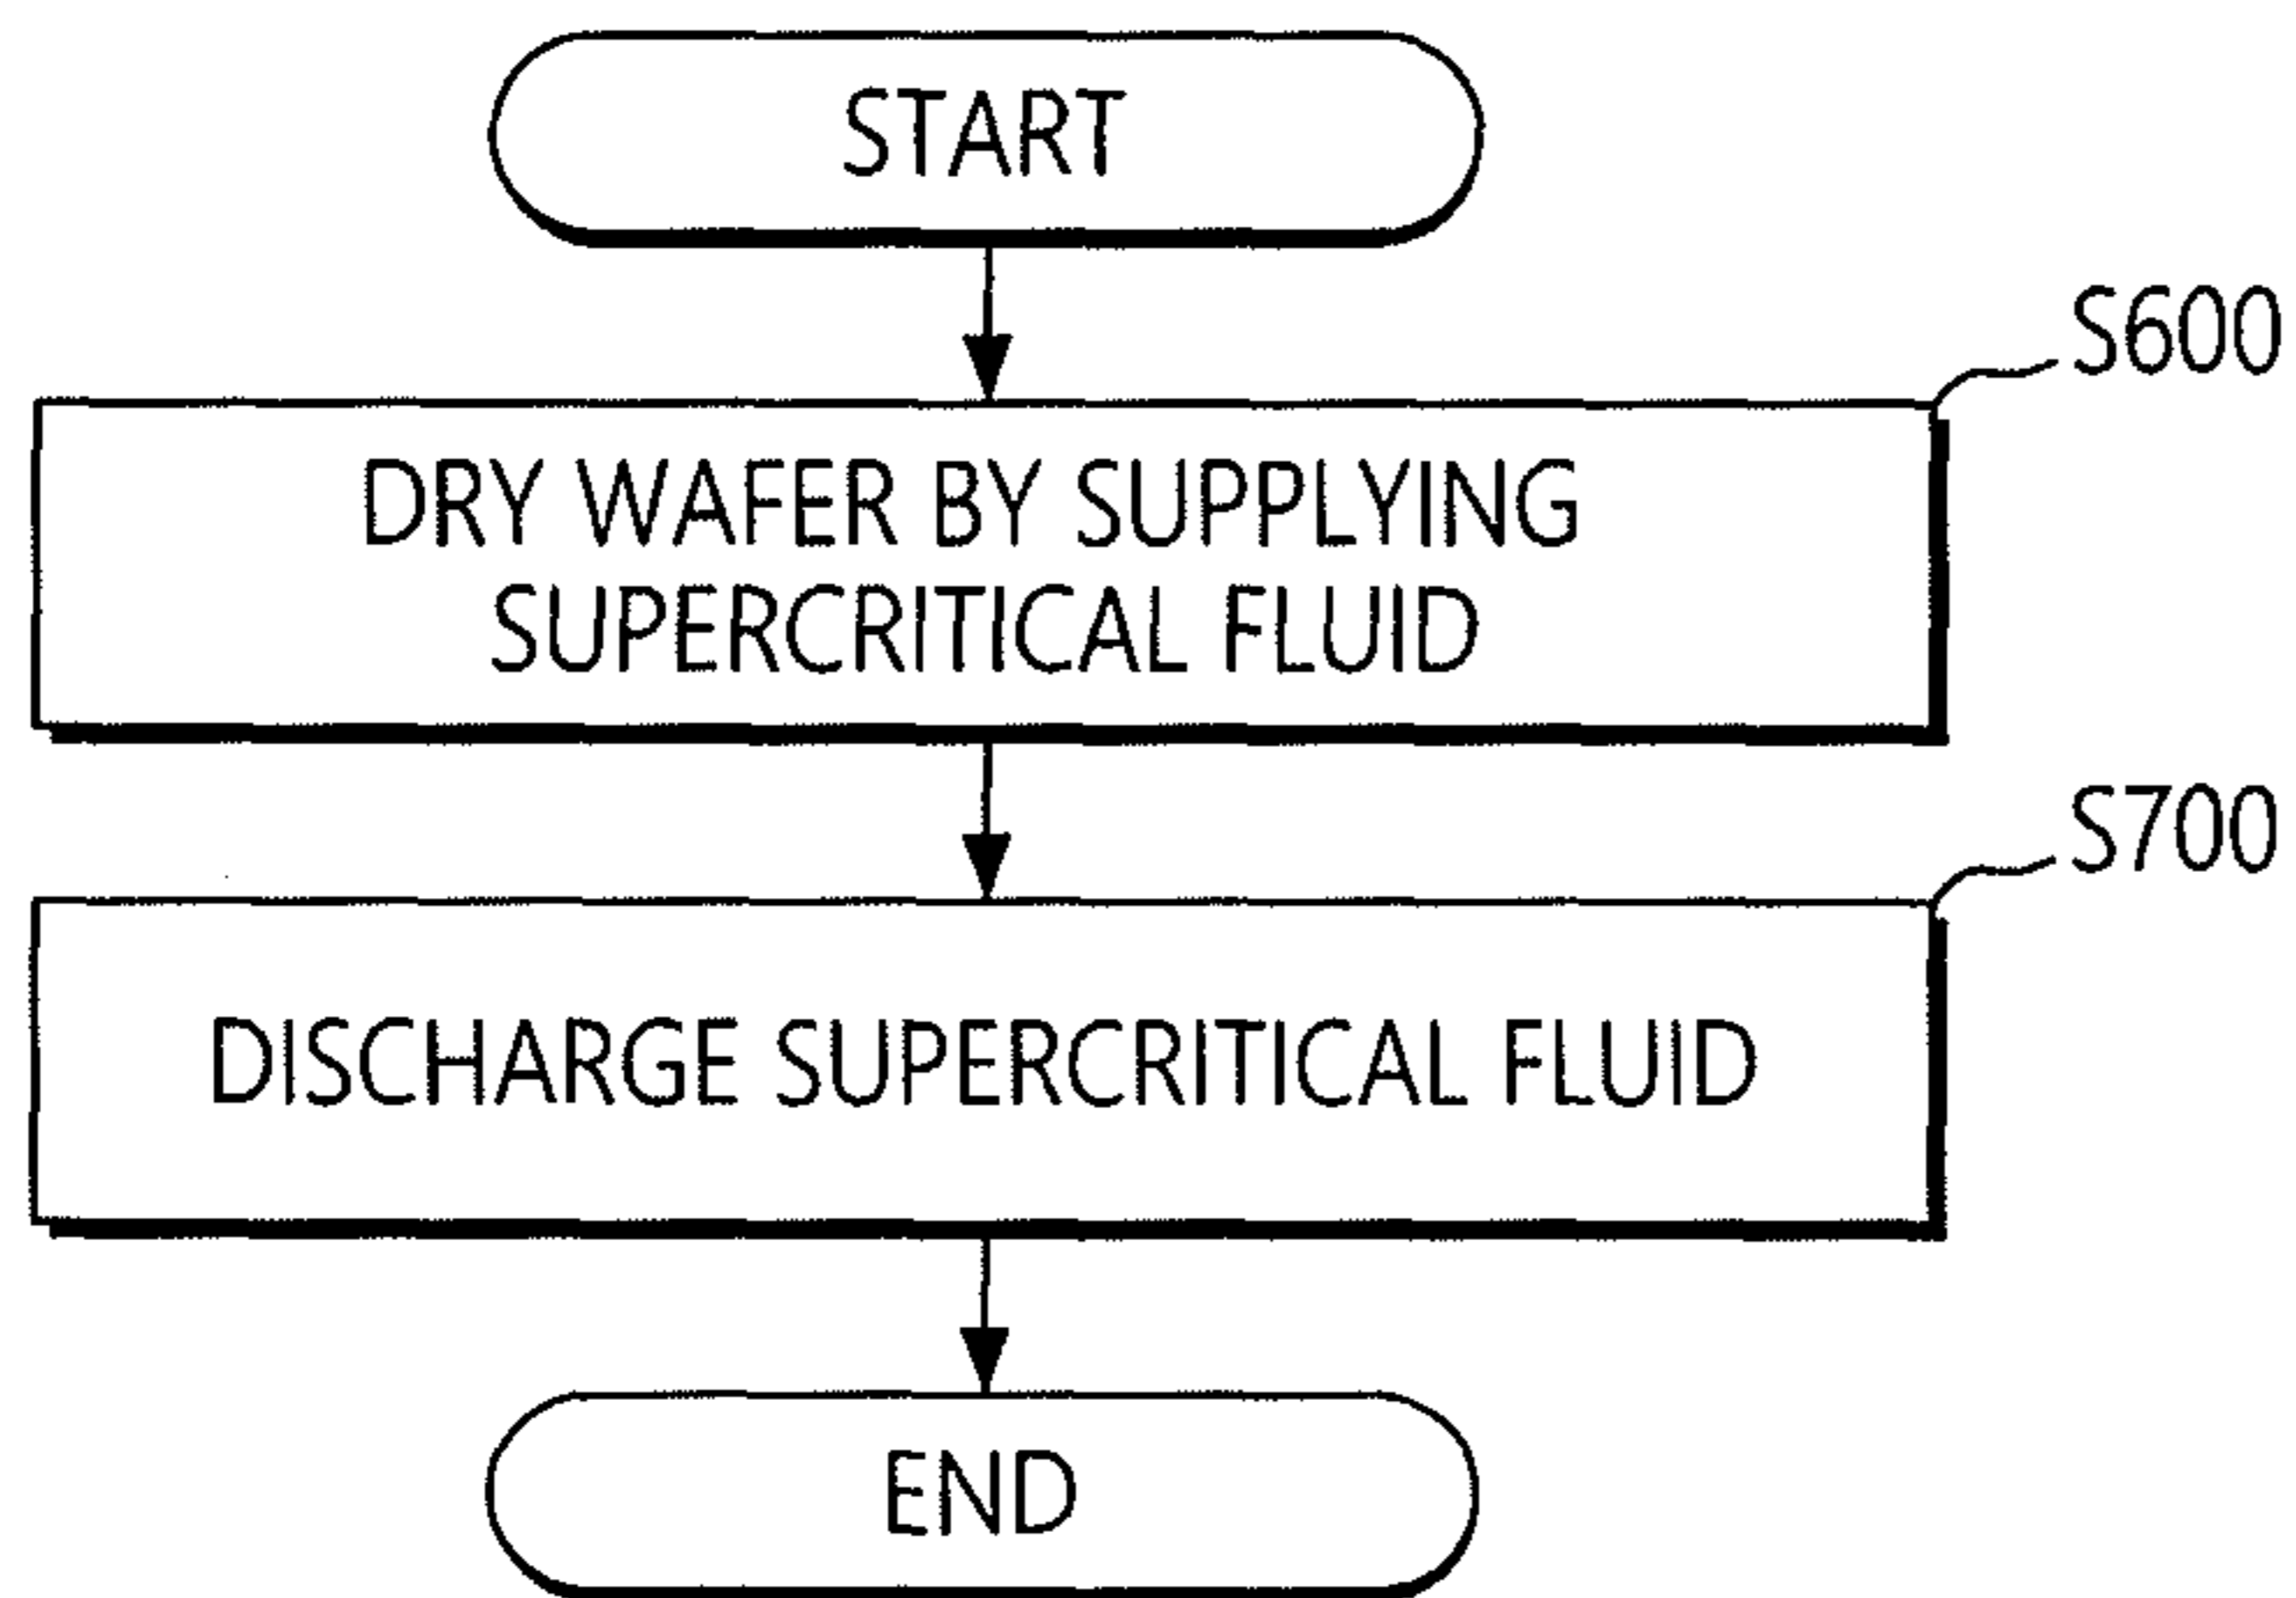 START
S600
DRY WAFER BY SUPPLYING
SUPERCRITICAL FLUID
S700
DISCHARGE SUPERCRITICAL FLUID
END